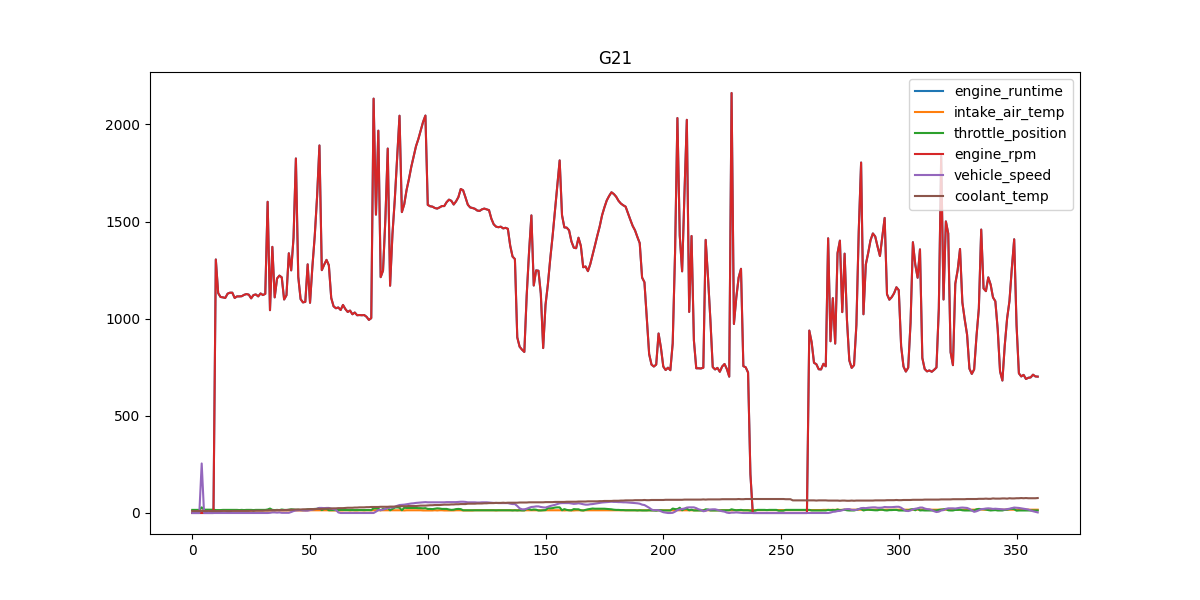 G21
engine_runtime
intake_air_temp
throttle_position
engine_rpm
vehicle_speed
coolant_temp
2000
1500
1000
500
0
0 50 100 150 200 250 300 350